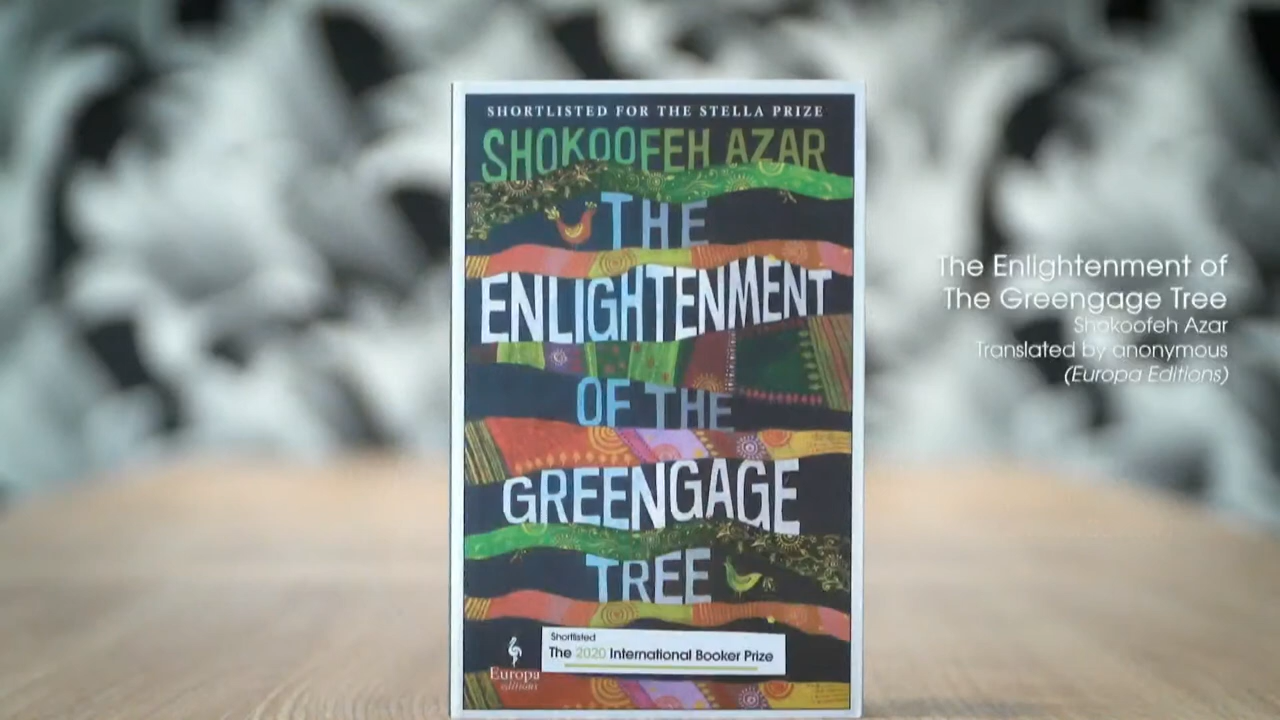 SHORTLISTED FOR THE STELLA PRIZE
SHOKOOFEH AZAR
THE
ENLIGHTENMENT
OF THE
GREENGAGE
TREE
Shortlisted
The 2020 International Booker Prize
Europa
editions
The Enlightenment of
The Greengage Tree
Shokoofeh Azar
Translated by anonymous
(Europa Editions)